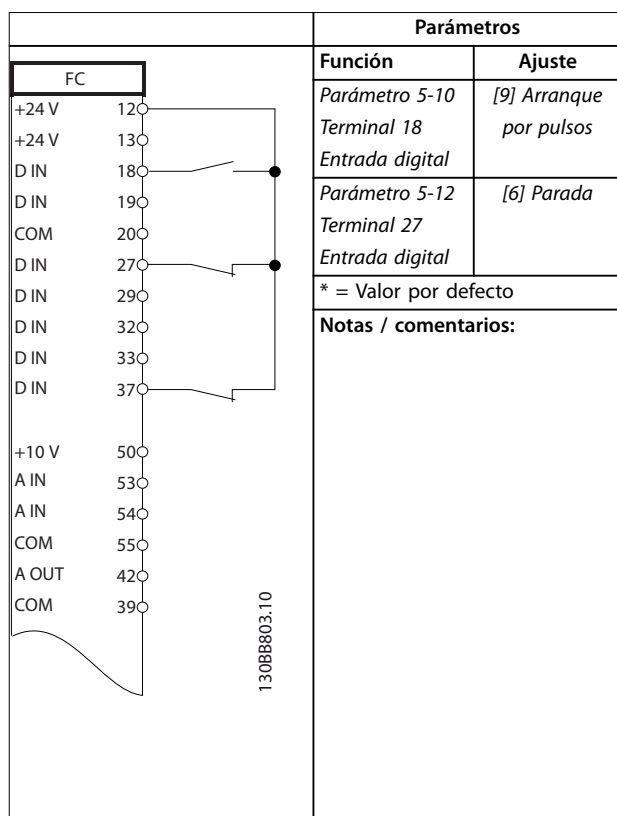 Parámetros
Función Ajuste
Parámetro 5-10 [9] Arranque
Terminal 18 por pulsos
Entrada digital
Parámetro 5-12 [6] Parada
Terminal 27
Entrada digital
* = Valor por defecto
Notas / comentarios:
FC
+24 V 12
+24 V 13
D IN 18
D IN 19
COM 20
D IN 27
D IN 29
D IN 32
D IN 33
D IN 37
+10 V 50
A IN 53
A IN 54
COM 55
A OUT 42
COM 39
130BB803.10